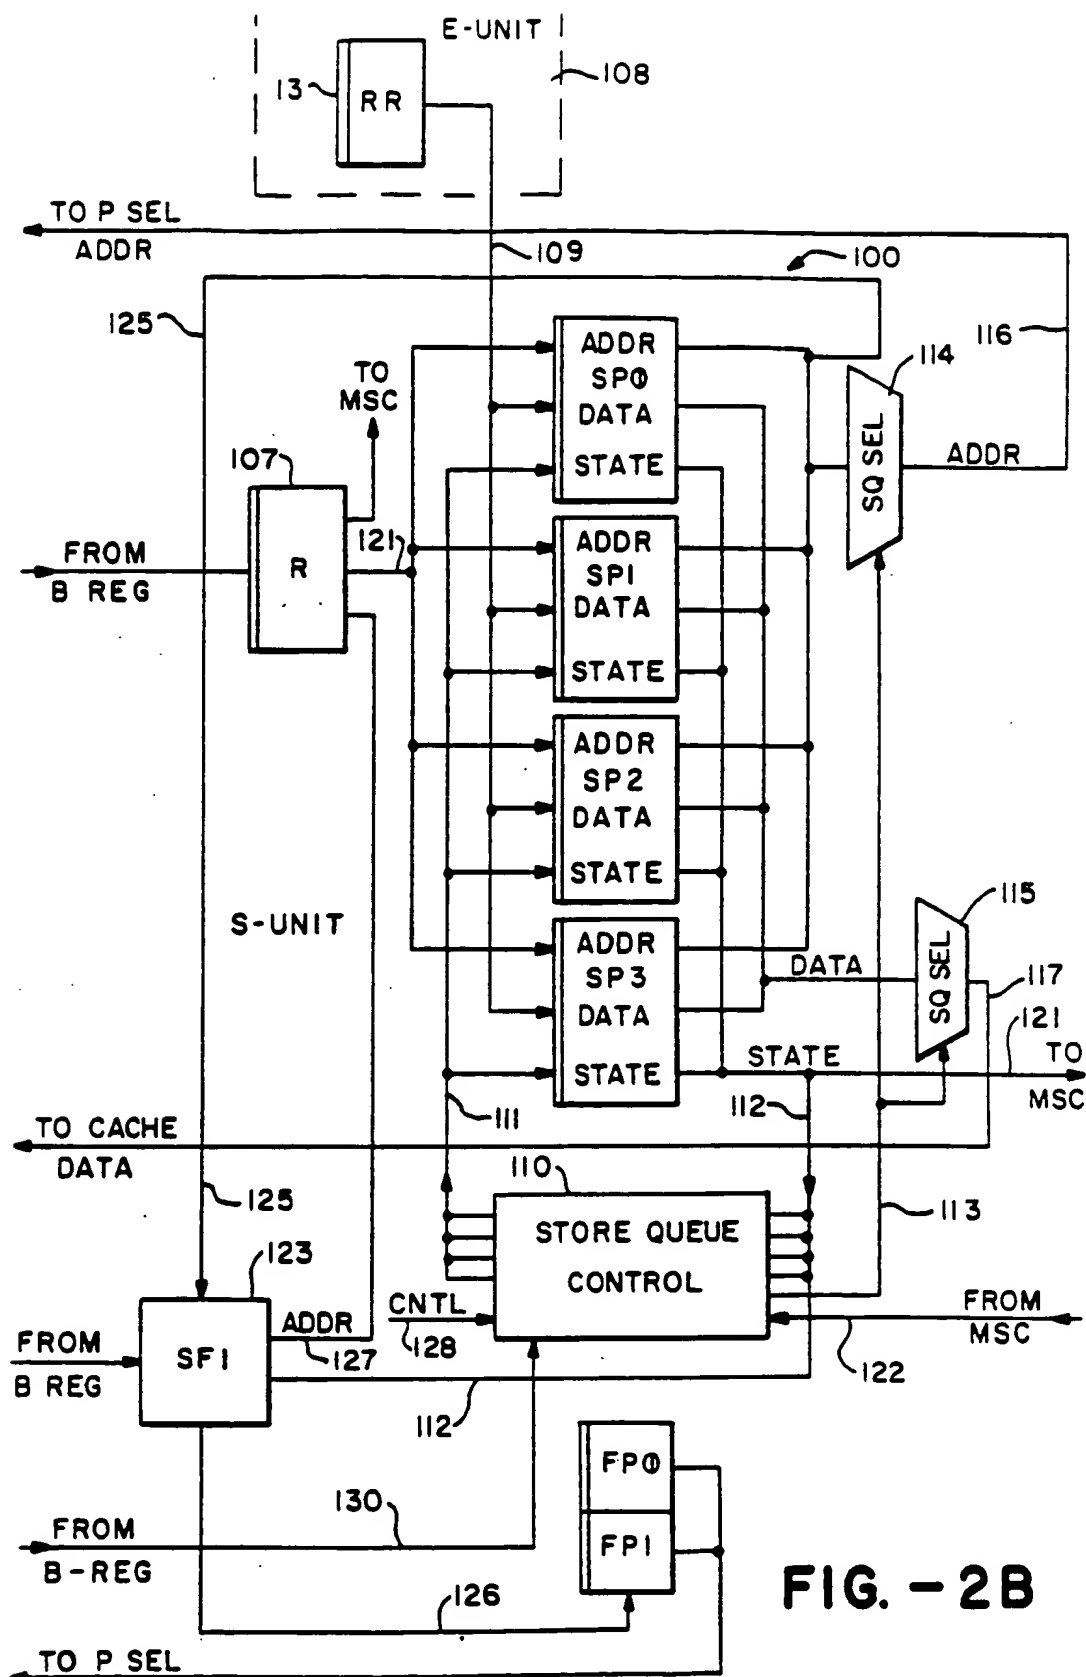 E-UNIT
108
13
RR
TO P SEL
ADDR
109
100
125
116
TO
MSC
ADDR
SP0
DATA
STATE
114
SQ SEL
ADDR
107
R
121
FROM
B REG
ADDR
SP1
DATA
STATE
ADDR
SP2
DATA
STATE
S-UNIT
115
SQ SEL
ADDR
SP3
DATA
STATE
DATA
117
121
STATE
TO
MSC
111
112
TO CACHE
DATA
110
125
113
STORE QUEUE
CONTROL
123
CNTL
128
FROM
MSC
122
ADDR
127
FROM
B REG
SFI
112
FP0
FP1
130
FROM
B-REG
126
FIG. - 2B
TO P SEL